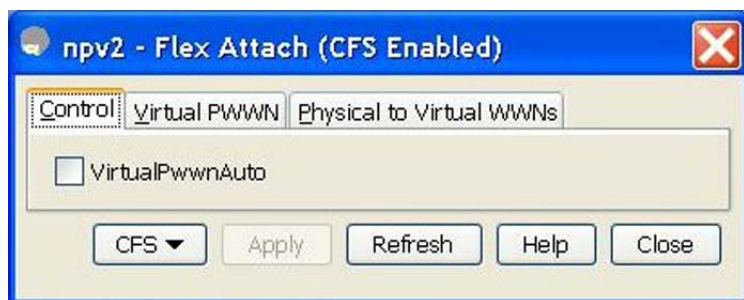 npv2 - Flex Attach (CFS Enabled)
Control Virtual PWWN Physical to Virtual WWNs
VirtualPwwnAuto
CFS Apply Refresh Help Close